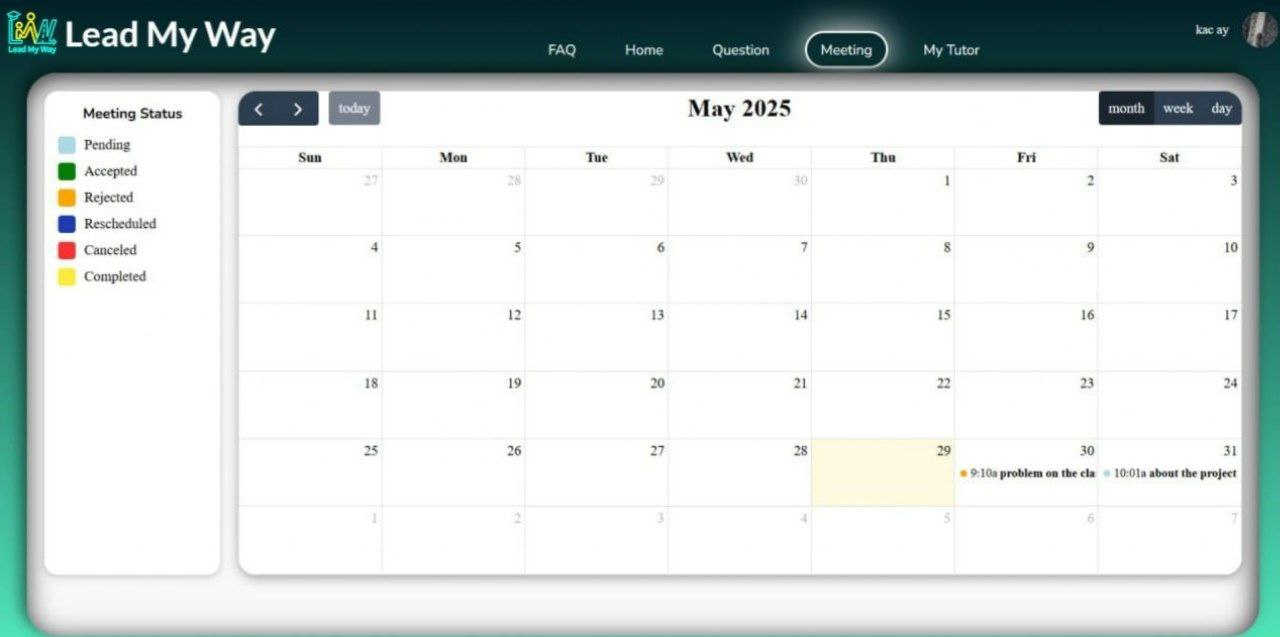 Lead My Way
Lead My Way
FAQ
Home
Question
Meeting
My Tutor
kac ay
Meeting Status
Pending
Accepted
Rejected
Rescheduled
Canceled
Completed
today
May 2025
month week day
Sun Mon Tue Wed Thu Fri Sat
27 28 29 30 1 2 3
4 5 6 7 8 9 10
11 12 13 14 15 16 17
18 19 20 21 22 23 24
25 26 27 28 29 30 31
9:10a problem on the cla
10:01a about the project
1 2 3 4 5 6 7